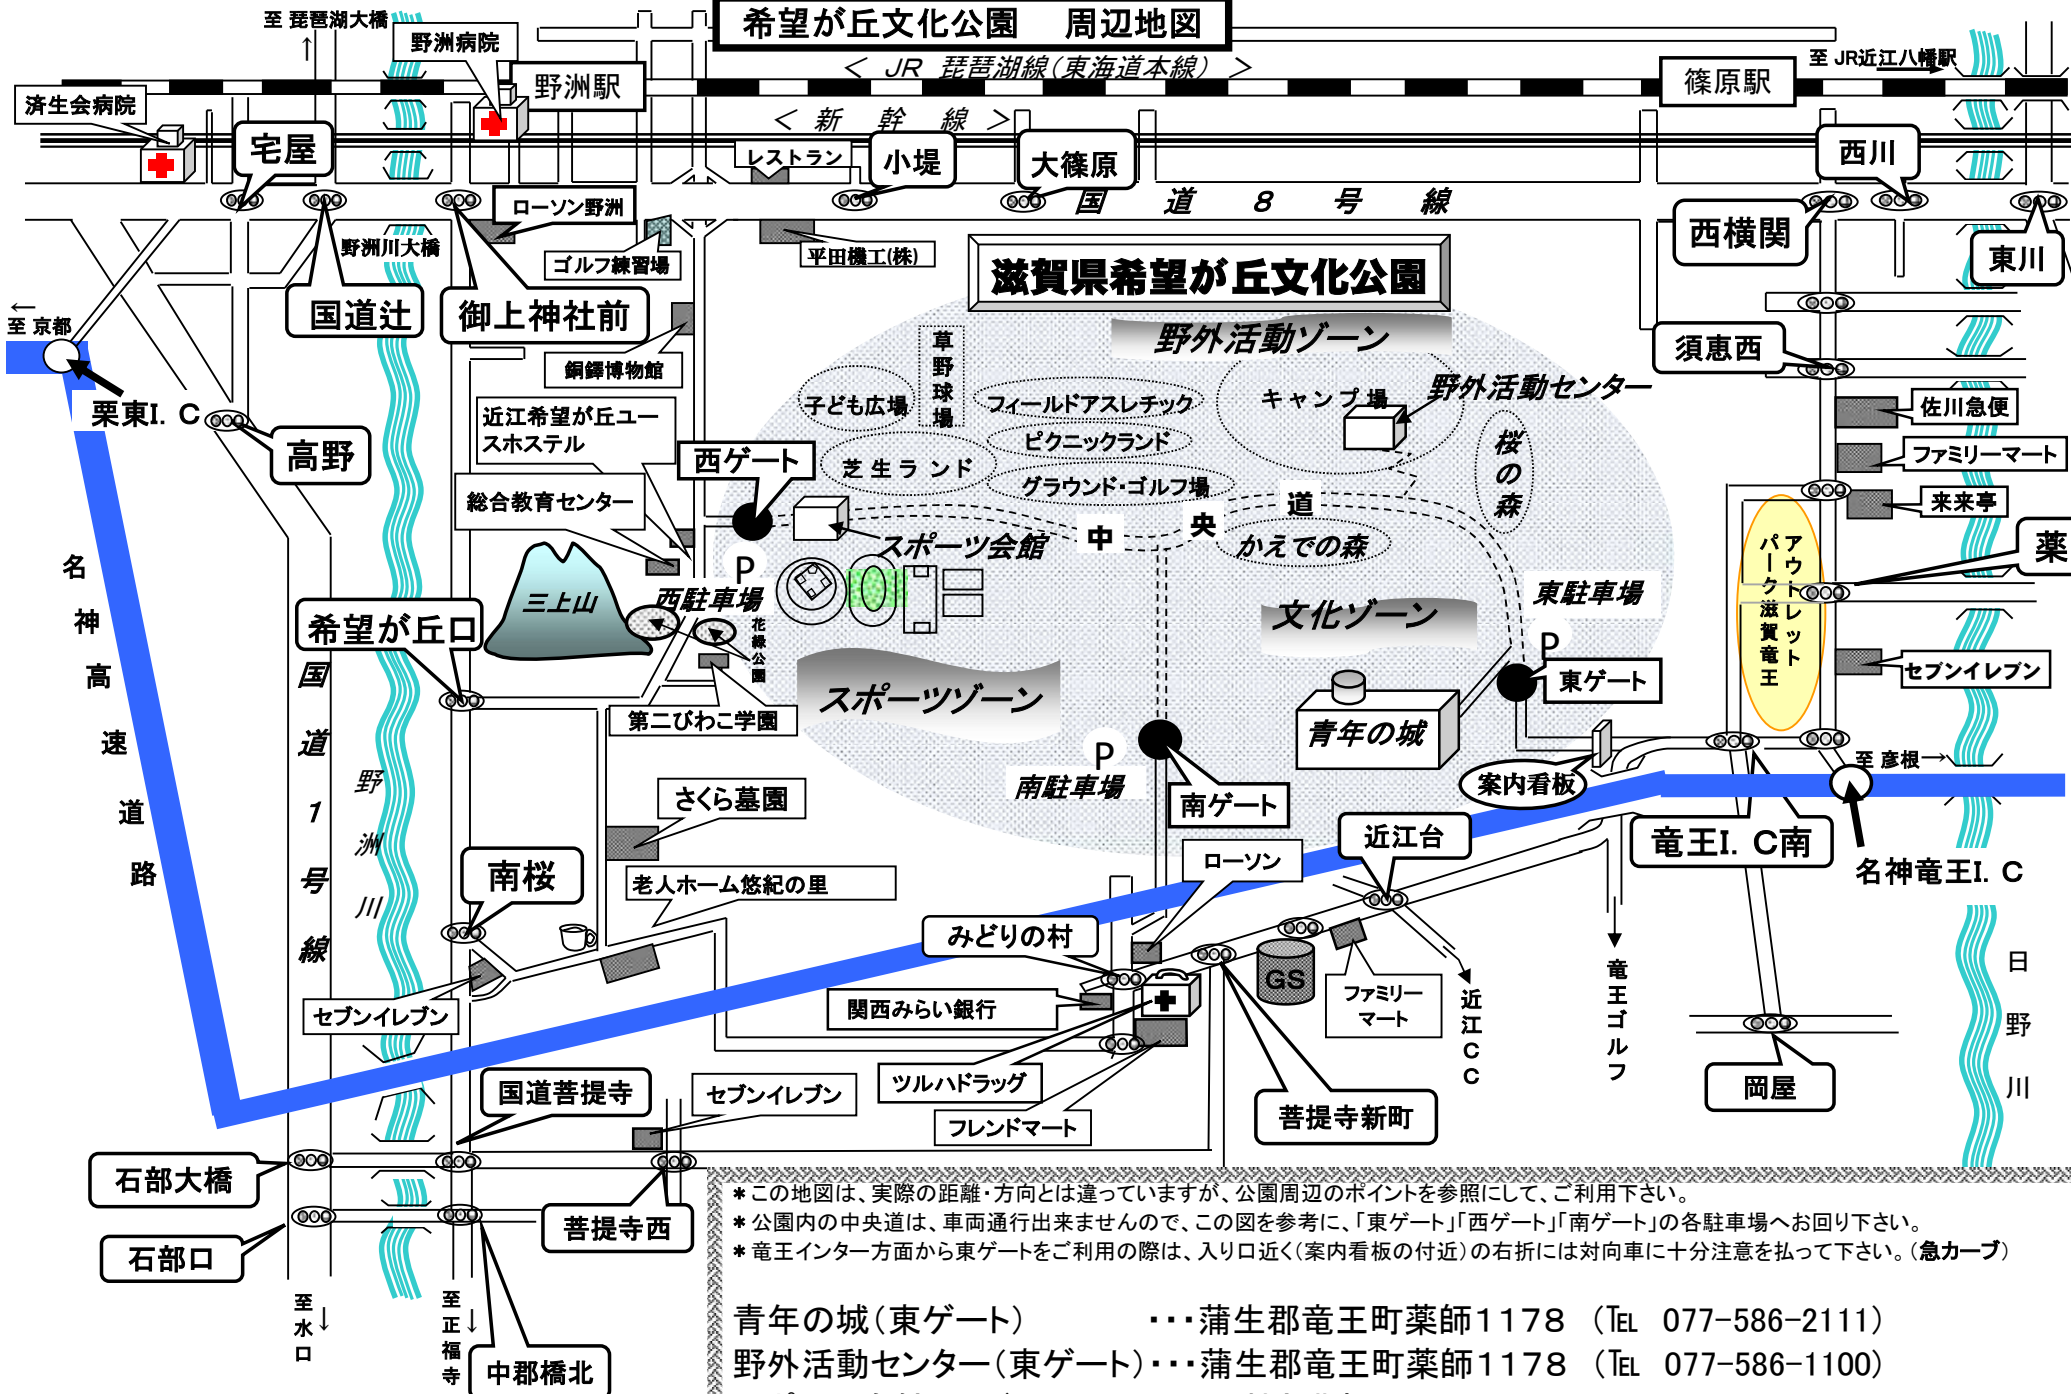 希望が丘文化公園　周辺地図
至 琵琶湖大橋
↑
野洲病院
野洲駅
＜ JR 琵琶湖線(東海道本線) ＞
篠原駅
至 JR近江八幡駅
済生会病院
＜ 新 幹 線 ＞
宅屋
レストラン
小堤
大篠原
西川
ローソン野洲
国 道 8 号 線
野洲川大橋
ゴルフ練習場
平田機工(株)
西横関
東川
滋賀県希望が丘文化公園
←
至 京都
国道辻
御上神社前
野外活動ゾーン
須恵西
銅鐸博物館
草野球場
栗東I. C
子ども広場
フィールドアスレチック
キャンプ場
野外活動センター
佐川急便
近江希望が丘ユー
スホステル
高野
西ゲート
芝生ランド
ピクニックランド
桜の森
ファミリーマート
総合教育センター
グラウンド・ゴルフ場
来来亭
中 央 道
スポーツ会館
かえでの森
薬
アウトレット
パーク滋賀竜王
名神高速道路
三上山
P
西駐車場
花緑公園
東駐車場
P
希望が丘口
文化ゾーン
国道1号線
スポーツゾーン
東ゲート
セブンイレブン
第二びわこ学園
青年の城
野洲川
P
南駐車場
至 彦根→
案内看板
さくら墓園
南ゲート
近江台
竜王I. C南
南桜
老人ホーム悠紀の里
ローソン
名神竜王I. C
みどりの村
GS
セブンイレブン
関西みらい銀行
ファミリー
マート
近江CC
竜王ゴルフ
日野川
国道菩提寺
セブンイレブン
ツルハドラッグ
フレンドマート
菩提寺新町
岡屋
石部大橋
菩提寺西
石部口
至水口↓
至正福寺↓
中郡橋北
＊この地図は、実際の距離・方向とは違っていますが、公園周辺のポイントを参照にして、ご利用下さい。
＊公園内の中央道は、車両通行出来ませんので、この図を参考に、「東ゲート」「西ゲート」「南ゲート」の各駐車場へお回り下さい。
＊竜王インター方面から東ゲートをご利用の際は、入り口近く(案内看板の付近)の右折には対向車に十分注意を払って下さい。(急カーブ)
青年の城(東ゲート)　　　　・・・蒲生郡竜王町薬師１１７８ (℡ 077-586-2111)
野外活動センター(東ゲート)・・・蒲生郡竜王町薬師１１７８ (℡ 077-586-1100)